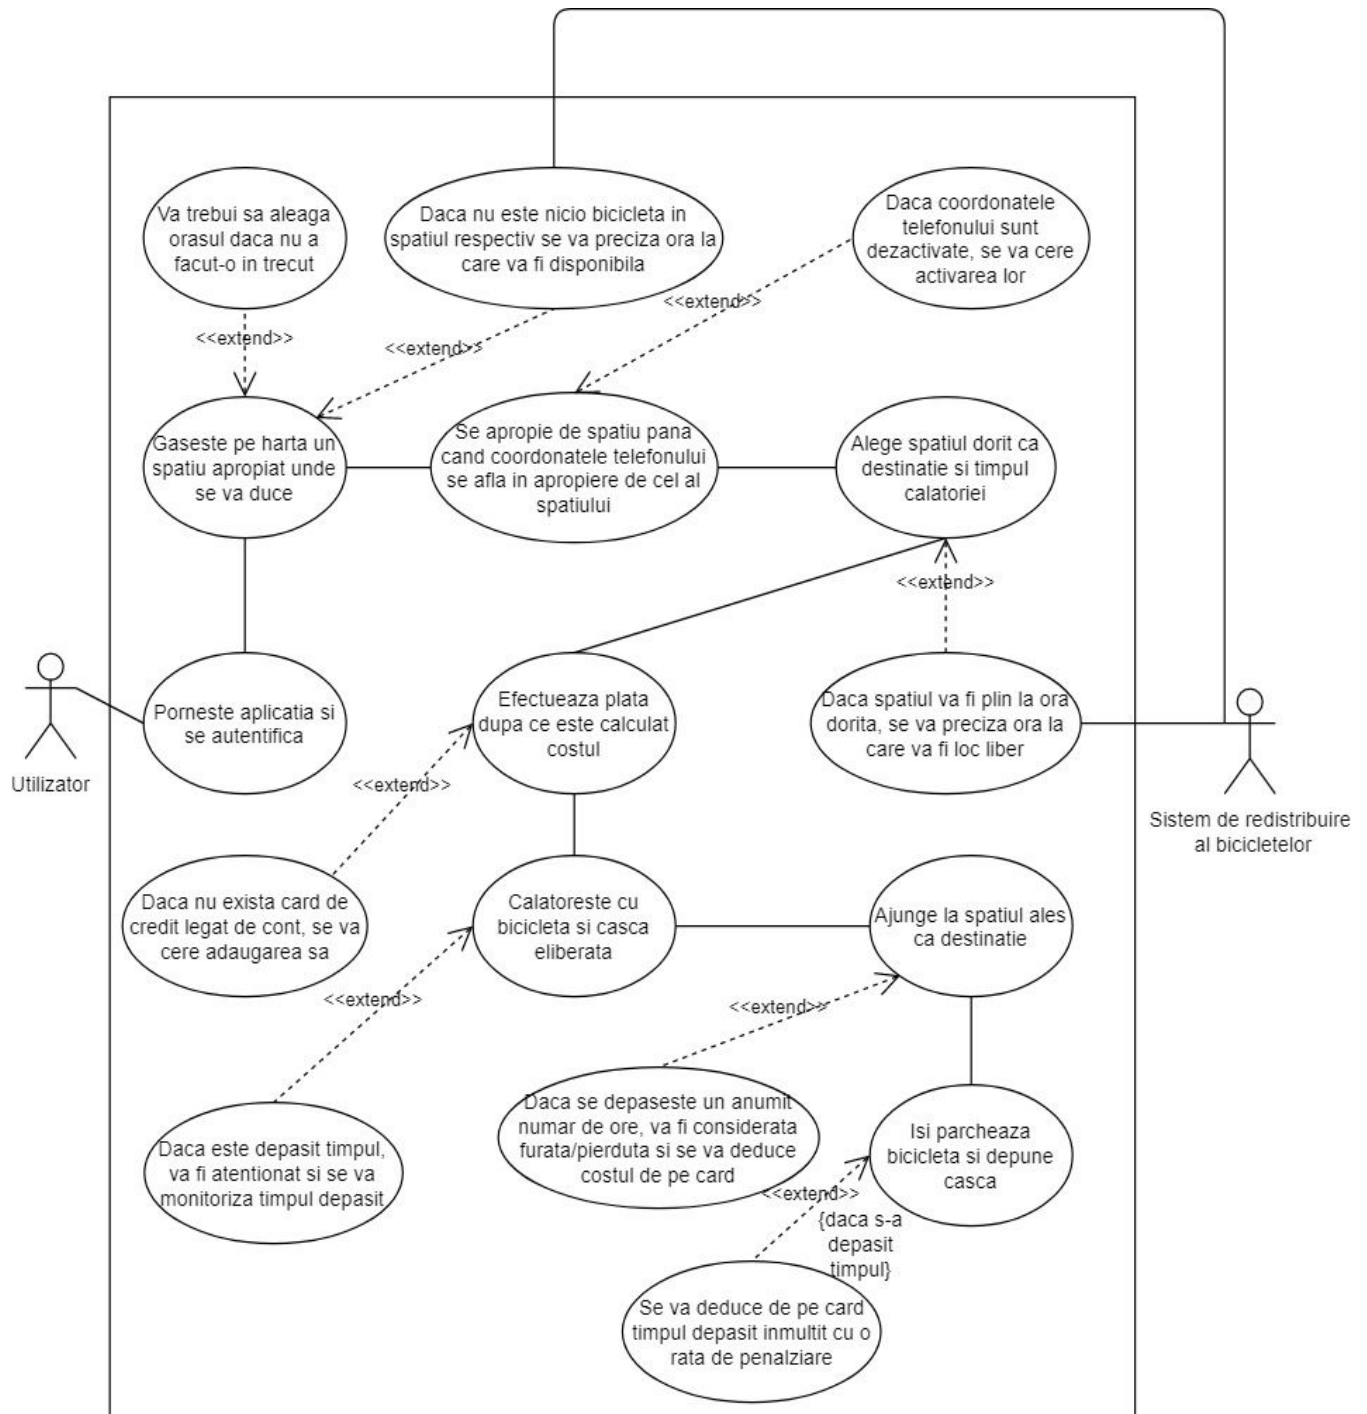 Va trebui sa aleaga
orasul daca nu a
facut-o in trecut
Daca nu este nicio bicicleta in
spatiul respectiv se va preciza ora la
care va fi disponibila
Daca coordonatele
telefonului sunt
dezactivate, se va cere
activarea lor
<<extend>>
<<extend>>
<<extend>>
Gaseste pe harta un
spatiu apropiat unde
se va duce
Se apropie de spatiu pana
cand coordonatele telefonului
se afla in apropiere de cel al
spatiului
Alege spatiul dorit ca
destinatie si timpul
calatoriei
<<extend>>
Utilizator
Porneste aplicatia si
se autentifica
Efectueaza plata
dupa ce este calculat
costul
Daca spatiul va fi plin la ora
dorita, se va preciza ora la
care va fi loc liber
Sistem de redistribuire
al bicicletelor
<<extend>>
Daca nu exista card de
credit legat de cont, se va
cere adaugarea sa
Calatoreste cu
bicicleta si casca
eliberata
Ajunge la spatiul ales
ca destinatie
<<extend>>
<<extend>>
Daca este depasit timpul,
va fi atentionat si se va
monitoriza timpul depasit
Daca se depaseste un anumit
numar de ore, va fi considerata
furata/pierduta si se va deduce
costul de pe card
Isi parcheaza
bicicleta si depune
casca
<<extend>>
{daca s-a
depasit
timpul}
Se va deduce de pe card
timpul depasit inmultit cu o
rata de penalziare